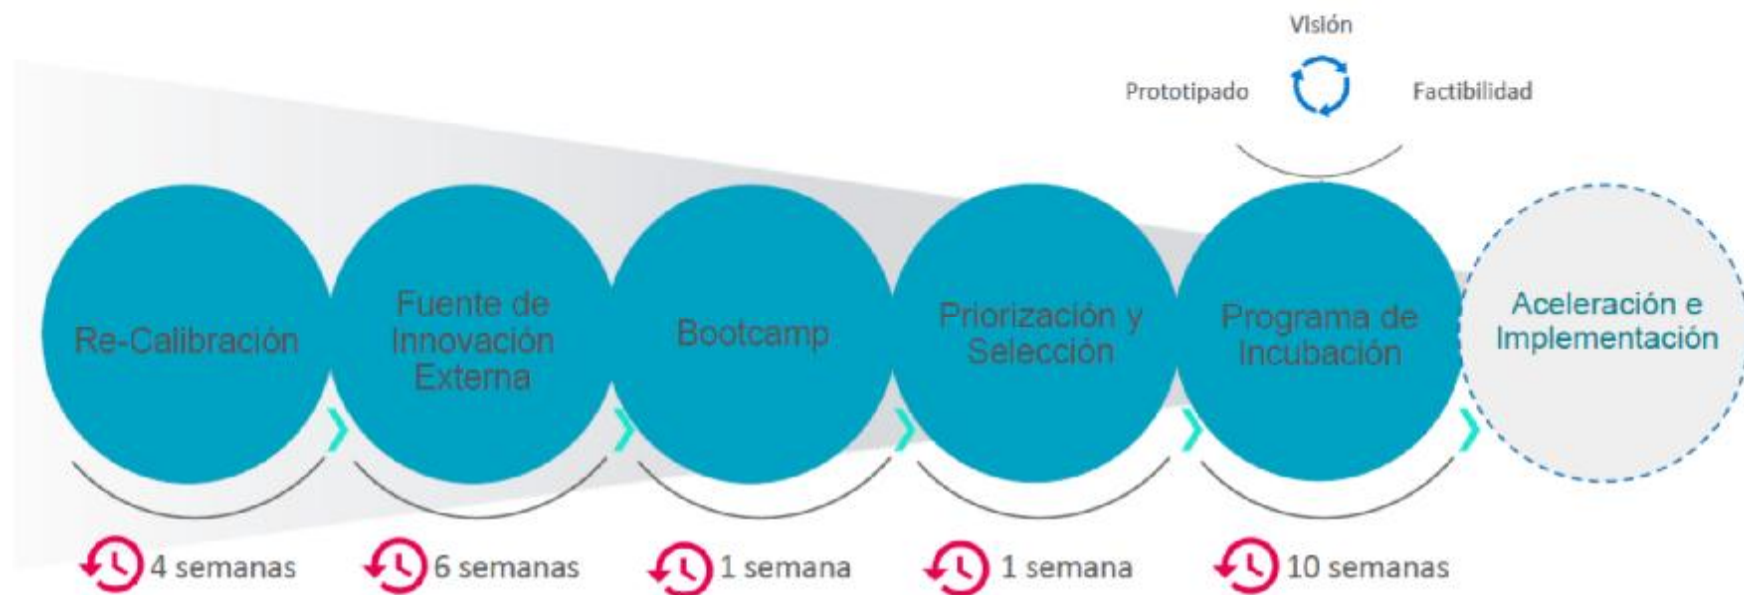 Visión
Prototipado
Factibilidad
Re-Calibración
Fuente de
Innovación
Externa
Bootcamp
Priorización y
Selección
Programa de
Incubación
Aceleración e
Implementación
4 semanas
6 semanas
1 semana
1 semana
10 semanas